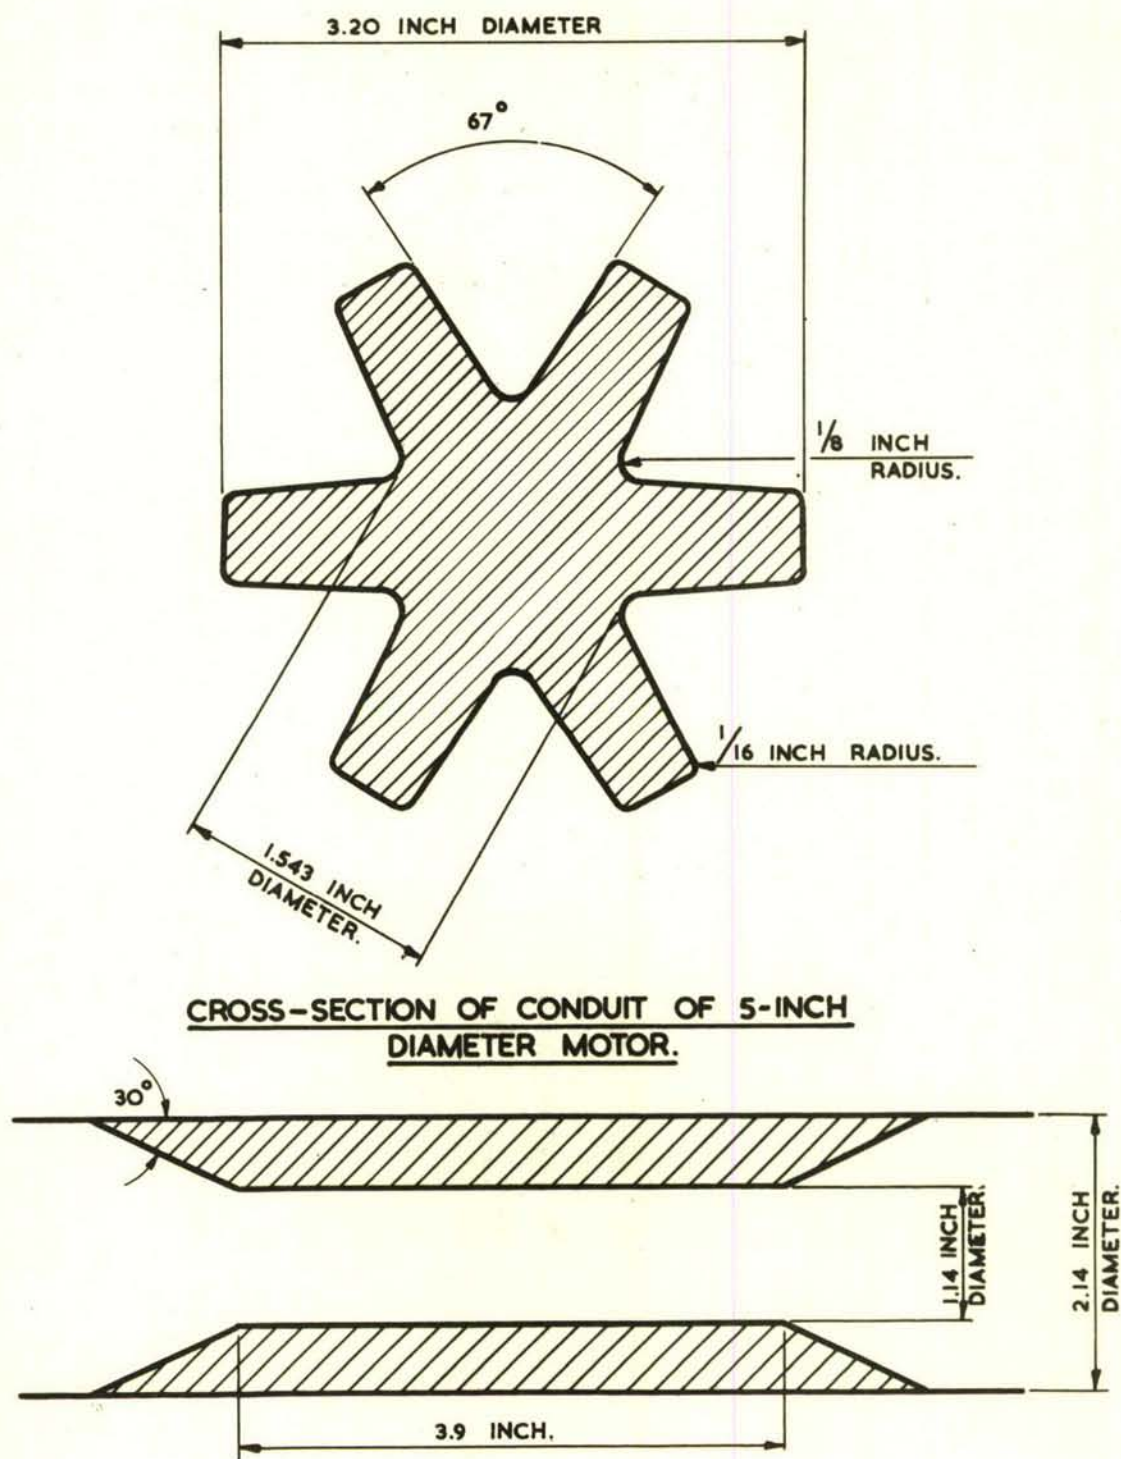 3.20 INCH DIAMETER
67°
1/8 INCH
RADIUS.
1/16 INCH RADIUS.
1.543 INCH
DIAMETER.
CROSS-SECTION OF CONDUIT OF 5-INCH
DIAMETER MOTOR.
30°
1.14 INCH
DIAMETER.
2.14 INCH
DIAMETER.
3.9 INCH.